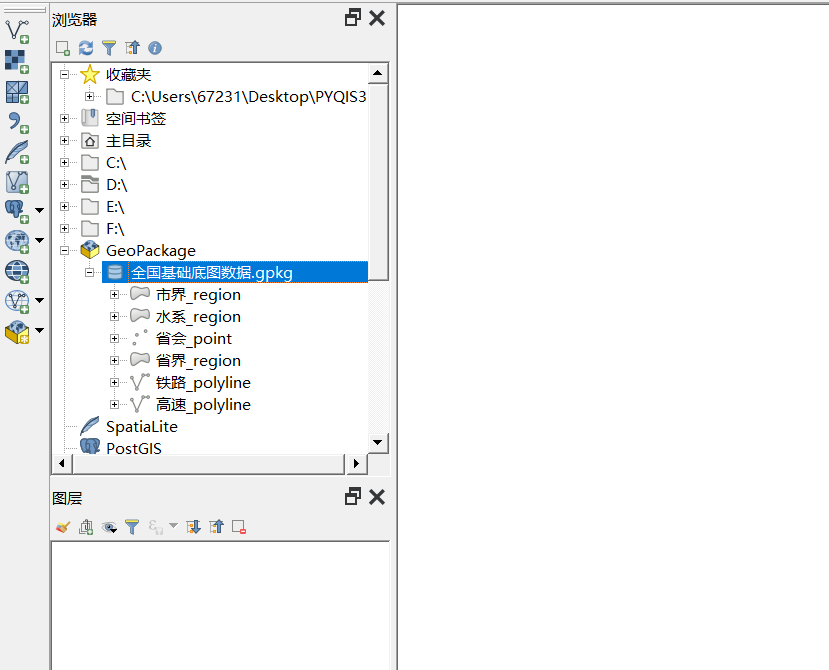 浏览器
收藏夹
C:\Users\67231\Desktop\PYQIS3
空间书签
主目录
C:\
D:\
E:\
F:\
GeoPackage
全国基础底图数据.gpkg
市界_region
水系_region
省会_point
省界_region
铁路_polyline
高速_polyline
SpatiaLite
PostGIS
图层